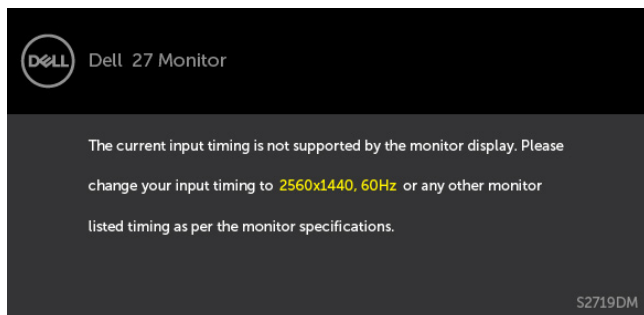 DELL
Dell 27 Monitor
The current input timing is not supported by the monitor display. Please
change your input timing to 2560x1440, 60Hz or any other monitor
listed timing as per the monitor specifications.
S2719DM